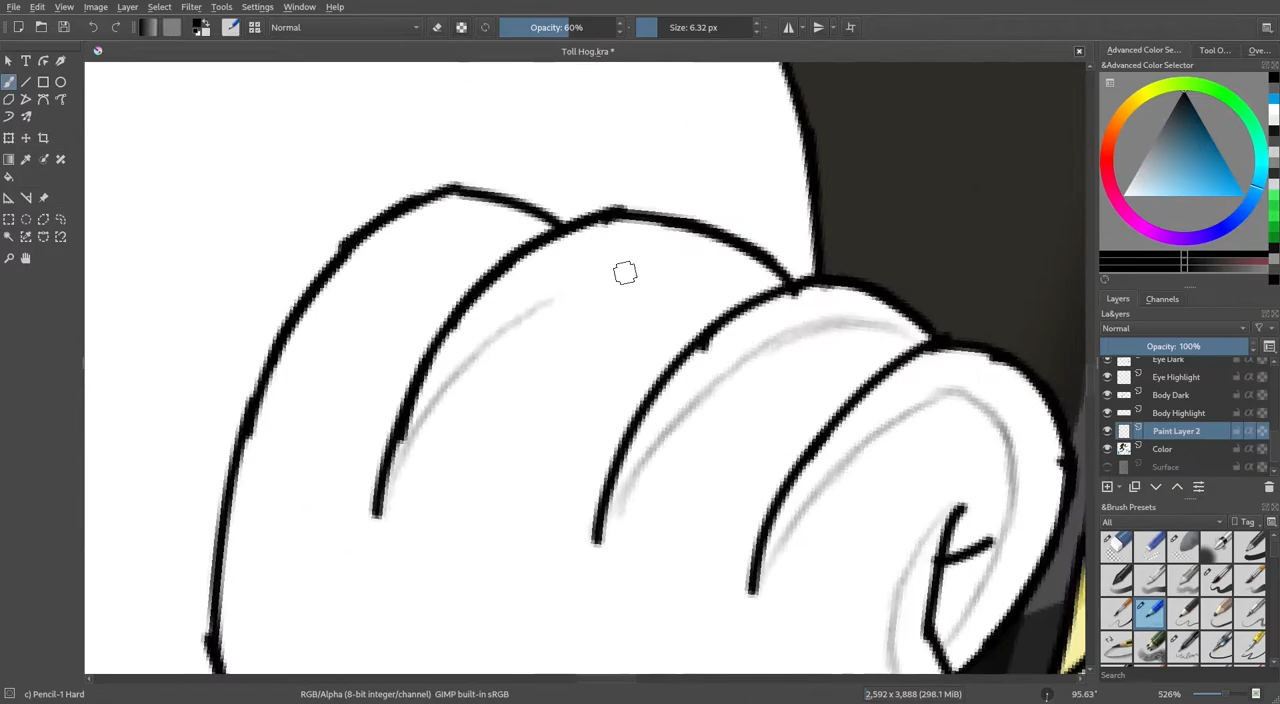 File Edit View Image Layer Select Filter Tools Settings Window Help
Normal Opacity: 60% Size: 6.32 px
Toll Hog.kra *
Advanced Color Se... Tool O... Ove...
&Advanced Color Selector
Layers Channels
La&yers
Normal
Opacity: 100%
Eye Dark
Eye Highlight
Body Dark
Body Highlight
Paint Layer 2
Color
Surface
&Brush Presets
All Tag
Search
c) Pencil-1 Hard RGB/Alpha (8-bit integer/channel) GIMP built-in sRGB 2,592 x 3,888 (298.1 MiB) 95.63° 526%